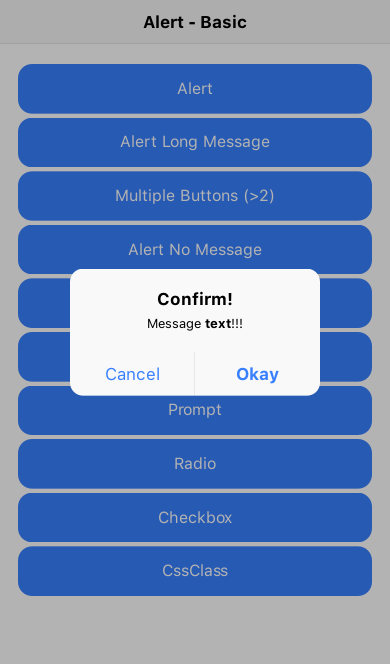 Alert - Basic
Alert
Alert Long Message
Multiple Buttons (>2)
Alert No Message
Confirm!
Message text!!!
Cancel Okay
Prompt
Radio
Checkbox
CssClass